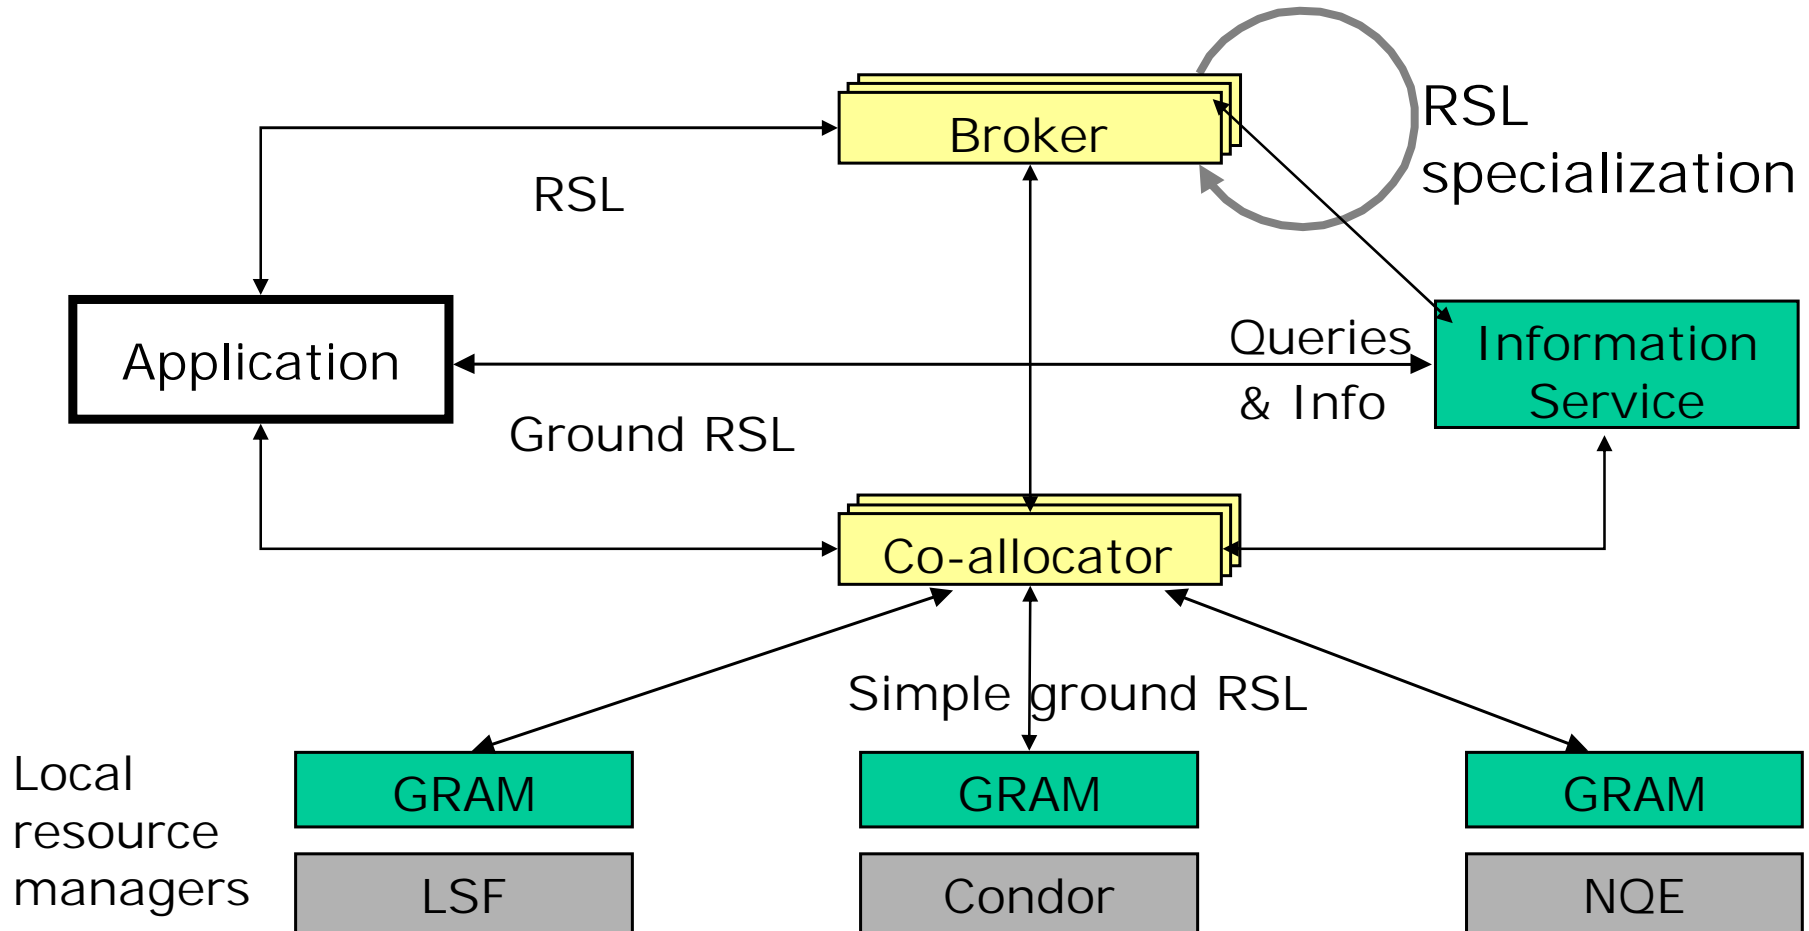 Broker
RSL
specialization
RSL
Application
Queries
& Info
Information
Service
Ground RSL
Co-allocator
Simple ground RSL
Local
resource
managers
GRAM
GRAM
GRAM
LSF
Condor
NQE